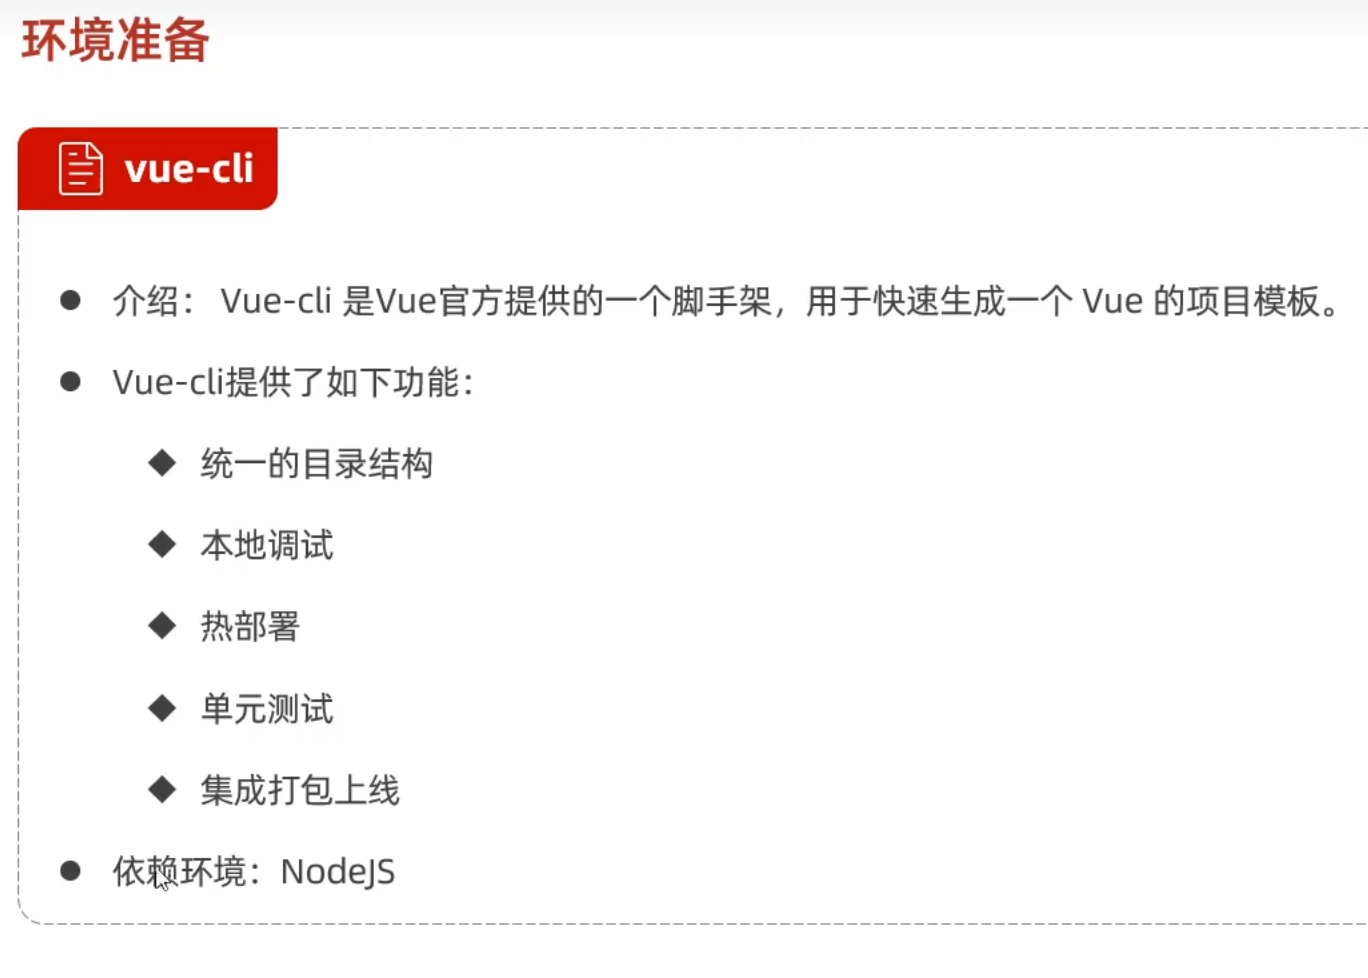 环境准备
vue-cli
介绍： Vue-cli 是Vue官方提供的一个脚手架，用于快速生成一个 Vue 的项目模板。
Vue-cli提供了如下功能：
统一的目录结构
本地调试
热部署
单元测试
集成打包上线
依赖环境：NodeJS